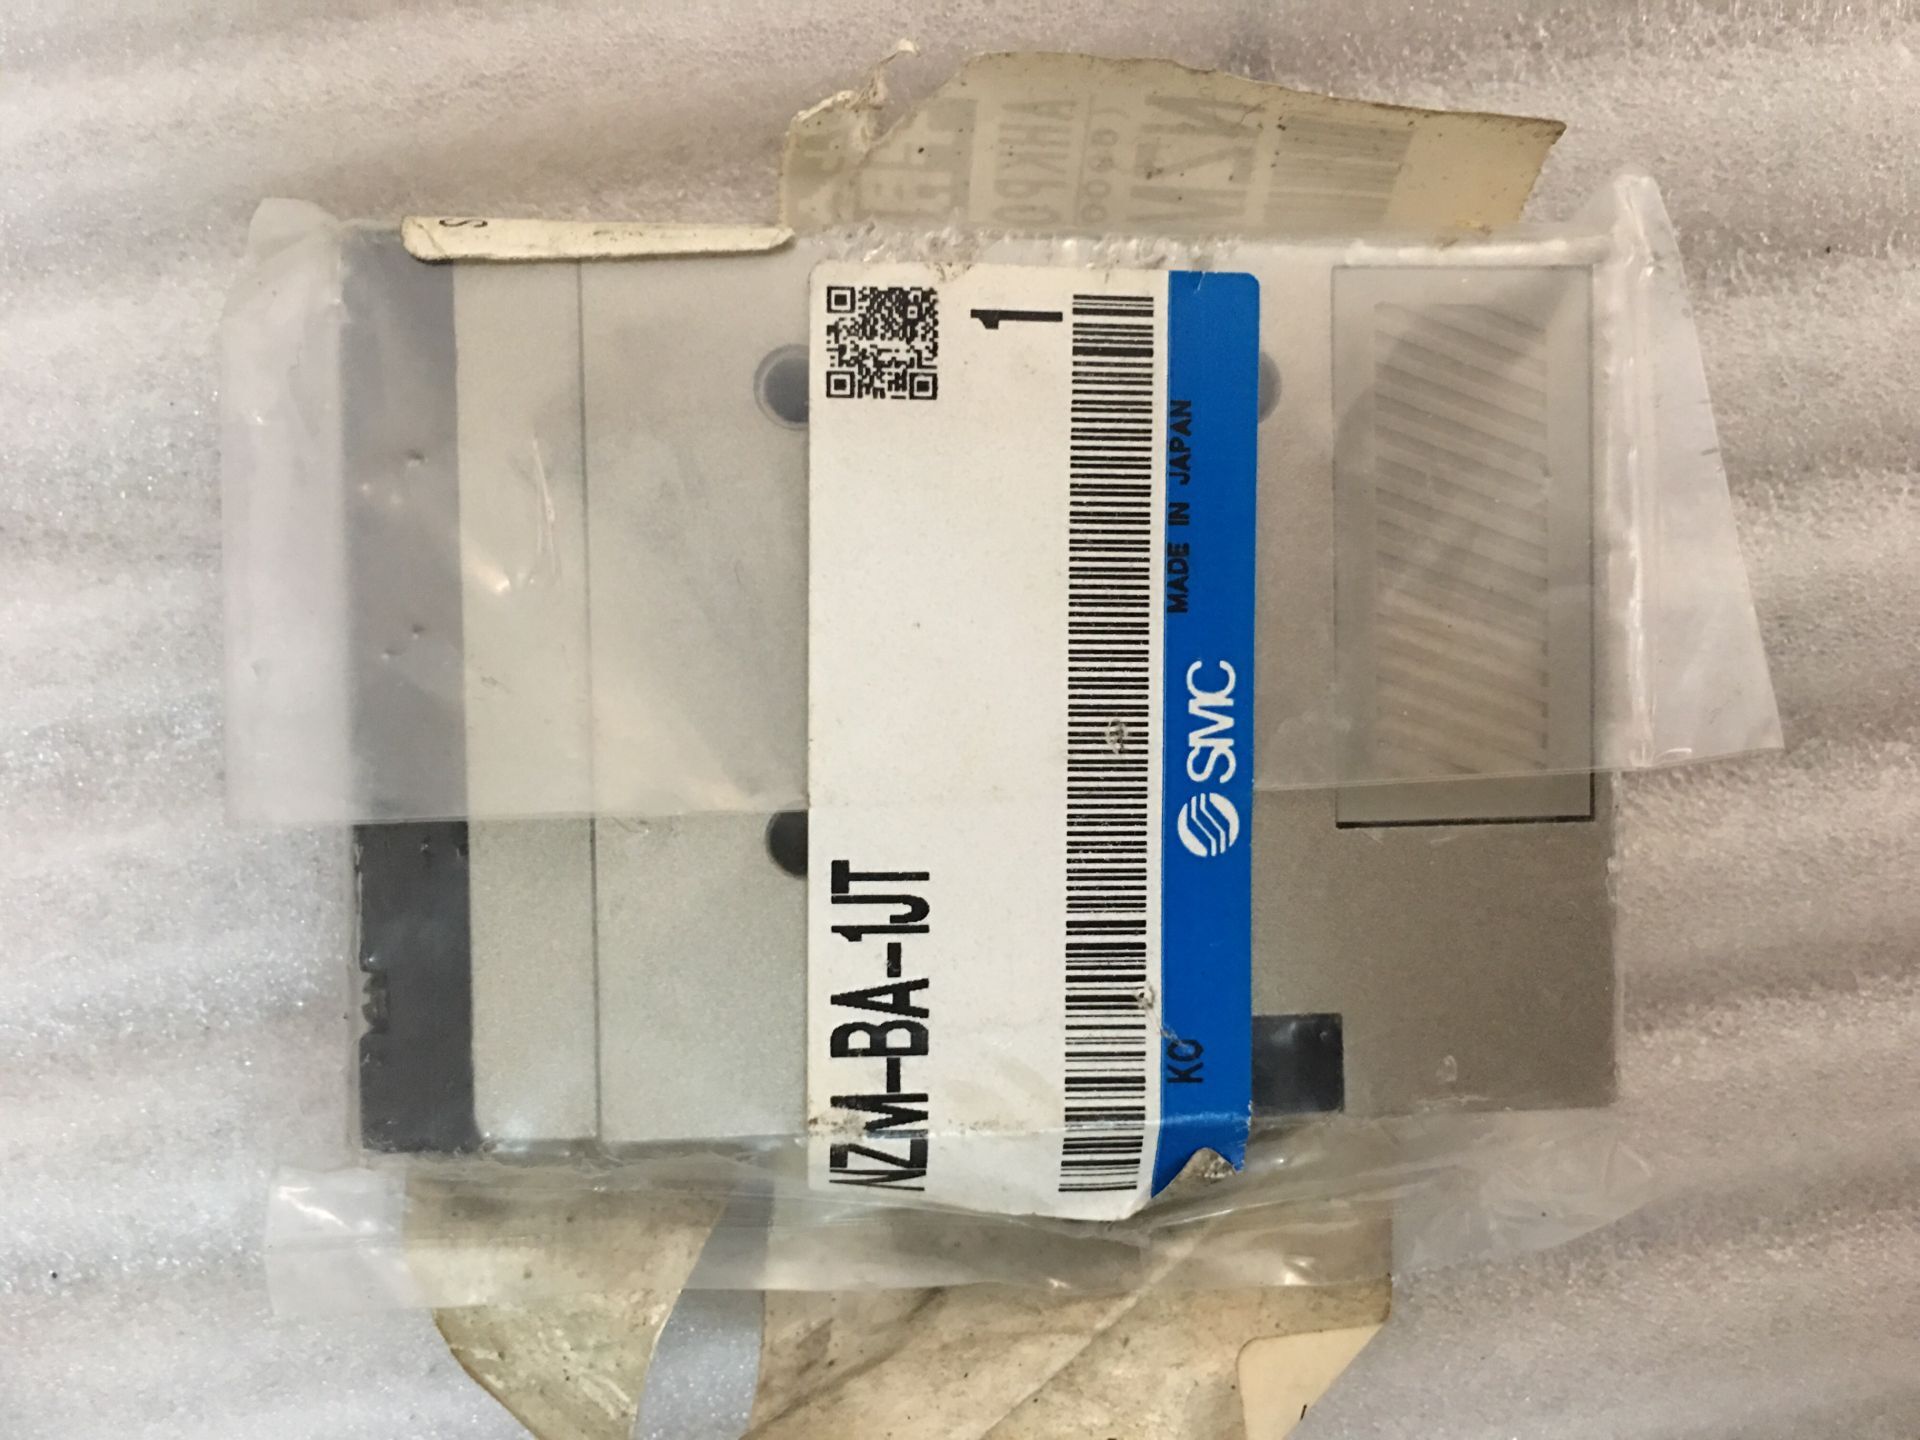 NZM-BA-1JT
1
KO SMC MADE IN JAPAN
S